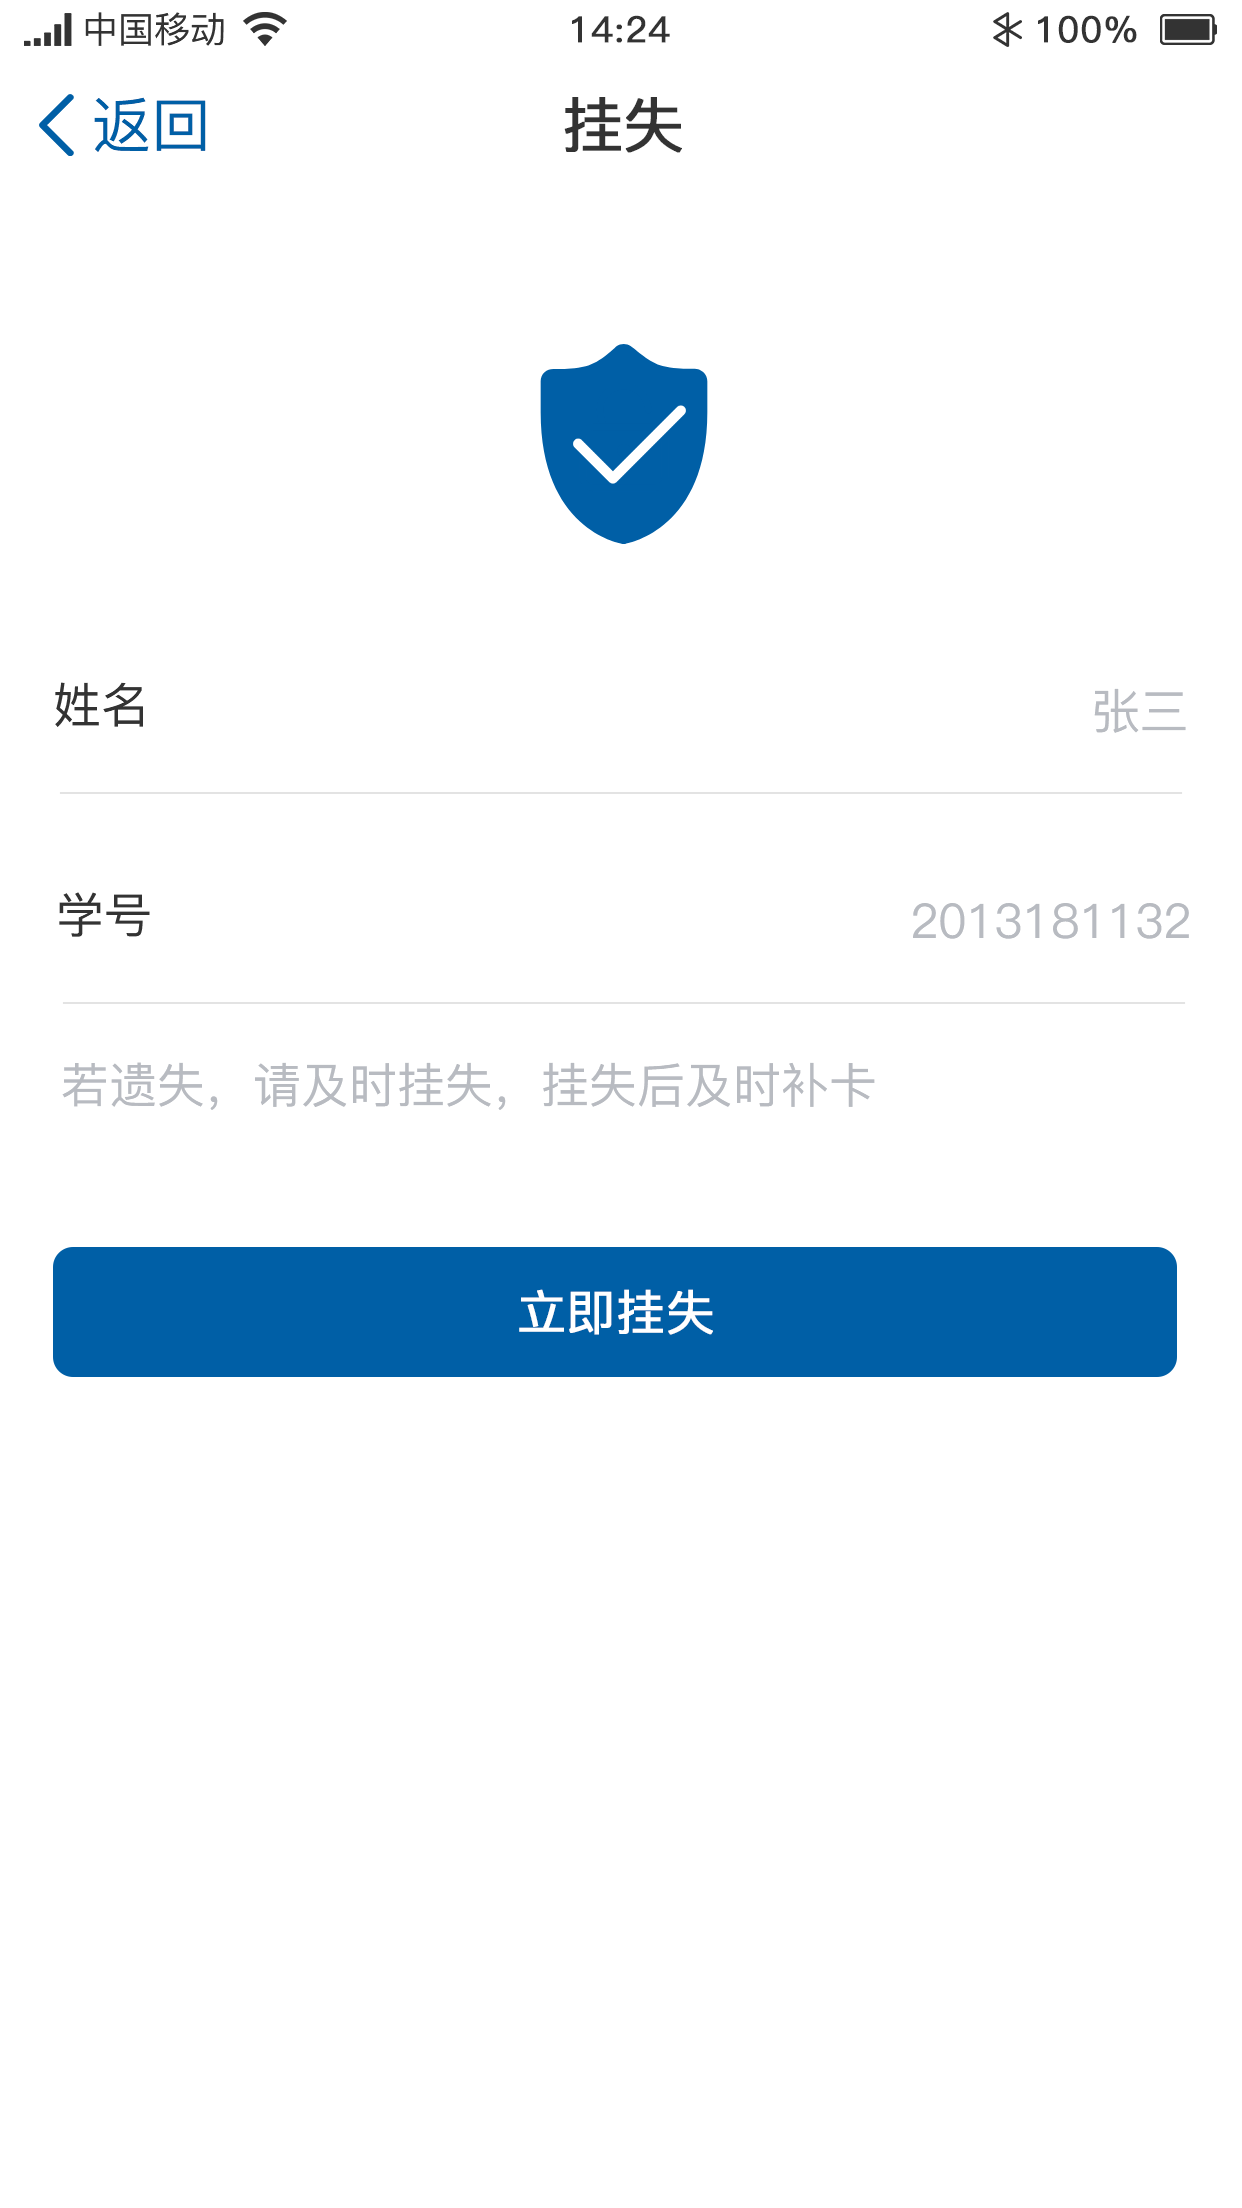 中国移动 14:24 100%
返回 挂失
姓名 张三
学号 2013181132
若遗失，请及时挂失，挂失后及时补卡
立即挂失